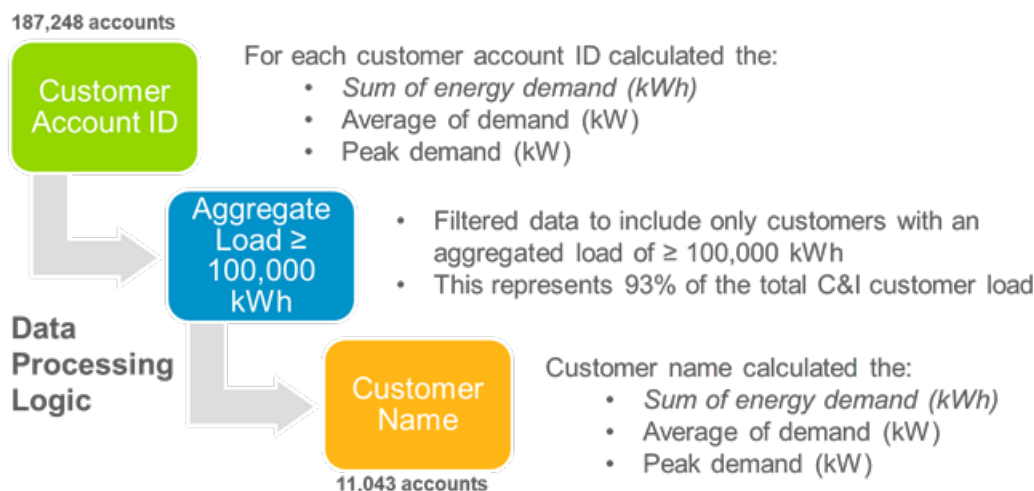 187,248 accounts
Customer
Account ID
For each customer account ID calculated the:
• Sum of energy demand (kWh)
• Average of demand (kW)
• Peak demand (kW)
Aggregate
Load ≥
100,000
kWh
• Filtered data to include only customers with an
aggregated load of ≥ 100,000 kWh
• This represents 93% of the total C&I customer load
Data
Processing
Logic
Customer
Name
11,043 accounts
Customer name calculated the:
• Sum of energy demand (kWh)
• Average of demand (kW)
• Peak demand (kW)